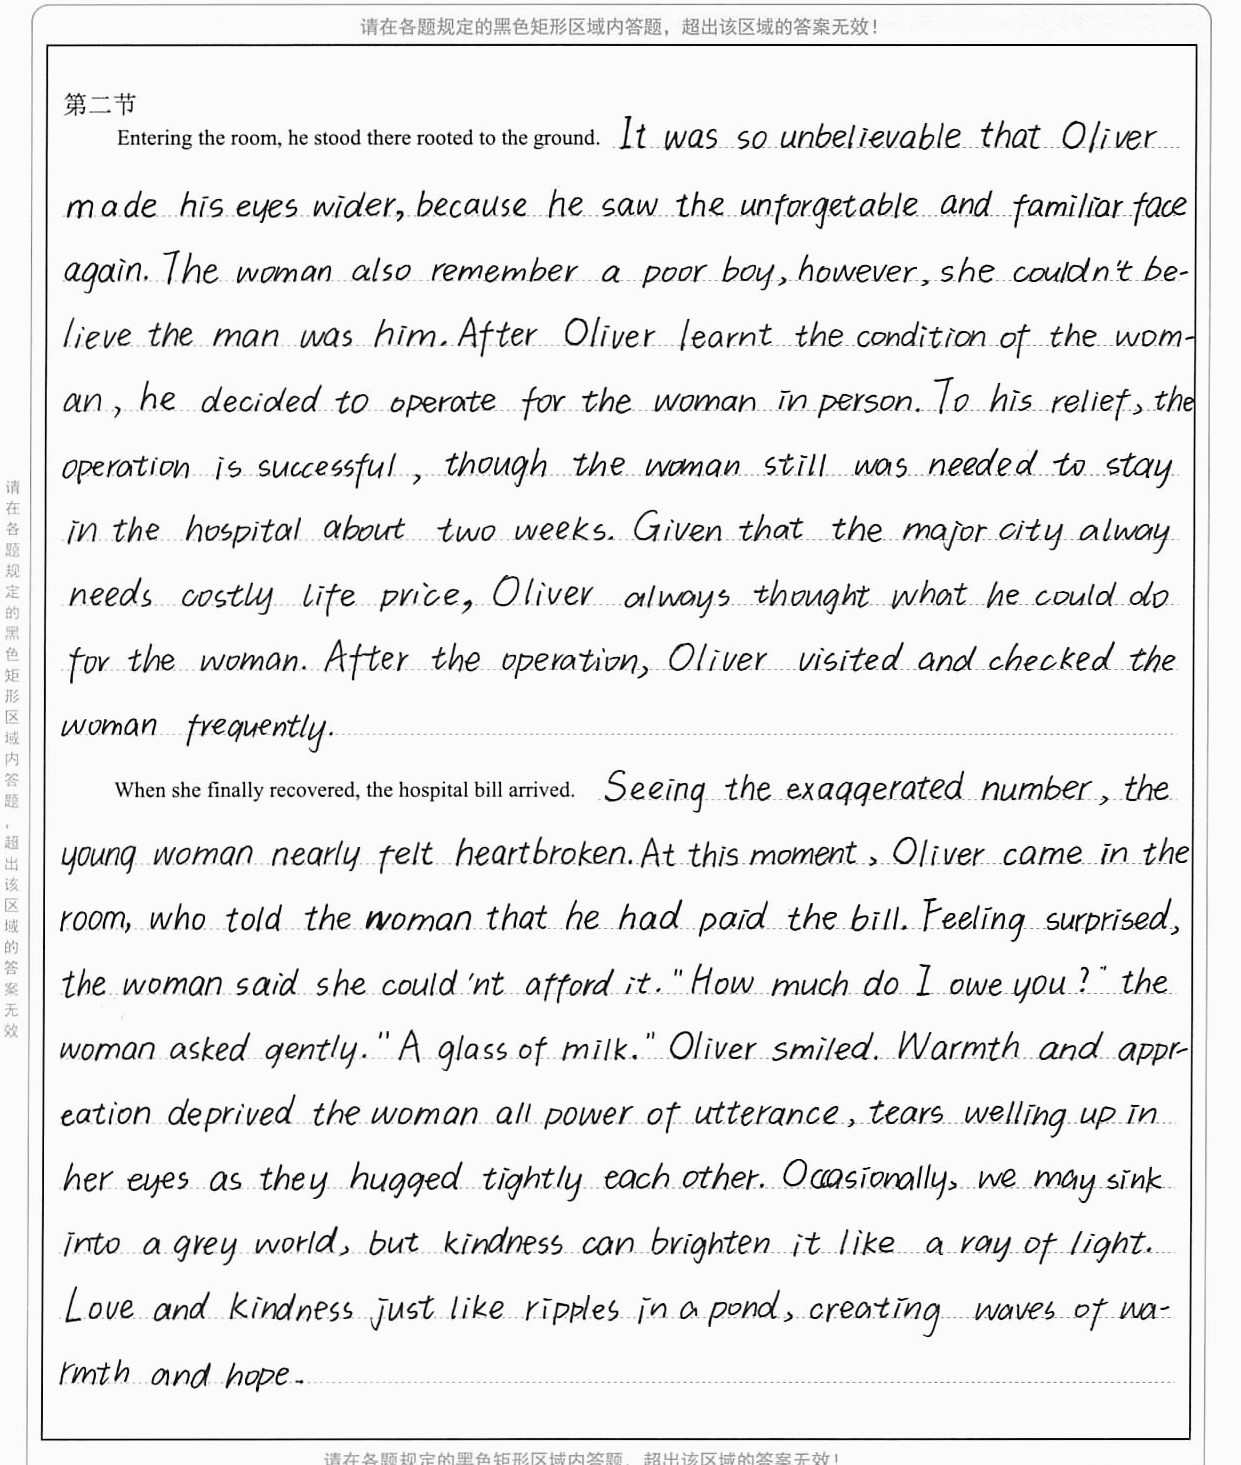 请在各题规定的黑色矩形区域内答题，超出该区域的答案无效！
第二节
Entering the room, he stood there rooted to the ground. It was so unbelievable that Oliver
made his eyes wider, because he saw the unforgetable and familiar face
again. The woman also remember a poor boy, however, she couldn't be-
lieve the man was him. After Oliver learnt the condition of the wom-
an, he decided to operate for the woman in person. To his relief, the
operation is successful, though the woman still was needed to stay
in the hospital about two weeks. Given that the major city alway
needs costly life price, Oliver always thought what he could do
for the woman. After the operation, Oliver visited and checked the
woman frequently.
When she finally recovered, the hospital bill arrived. Seeing the exaggerated number, the
young woman nearly felt heartbroken. At this moment, Oliver came in the
room, who told the woman that he had paid the bill. Feeling surprised,
the woman said she could'nt afford it. "How much do I owe you?" the
woman asked gently. "A glass of milk." Oliver smiled. Warmth and appr-
eation deprived the woman all power of utterance, tears welling up in
her eyes as they hugged tightly each other. Occasionally, we may sink
into a grey world, but kindness can brighten it like a ray of light.
Love and kindness just like ripples in a pond, creating waves of wa-
rmth and hope.
请在各题规定的黑色矩形区域内答题，超出该区域的答案无效！
请在各题规定的黑色矩形区域内答题，超出该区域的答案无效